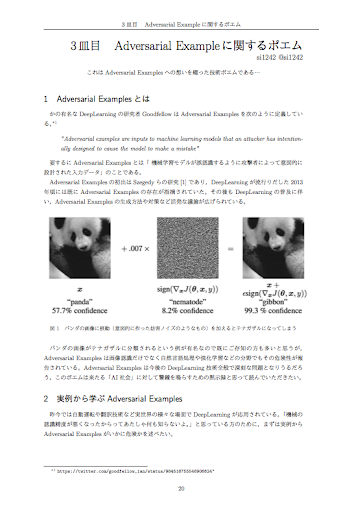 3 皿目 Adversarial Example に関するポエム
3 皿目 Adversarial Example に関するポエム
si1242 @si1242
これは Adversarial Examples への想いを綴った技術ポエムである…
1 Adversarial Examples とは
かの有名な DeepLearning の研究者 Goodfellow は Adversarial Examples を次のように定義してい
る。*1
"Adversarial examples are inputs to machine learning models that an attacker has intention-
ally designed to cause the model to make a mistake"
要するに Adversarial Examples とは「機械学習モデルが誤認識するように攻撃者によって意図的に
設計された入力データ」のことである。
Adversarial Examples の初出は Szegedy らの研究 [1] であり、DeepLearning が流行りだした 2013
年頃には既に Adversarial Examples の存在が指摘されていた。その後も DeepLearning の普及に伴
い、Adversarial Examples の生成方法や対策など活発な議論が広げられている。
+ .007 ×
=
x
sign(∇xJ(θ, x, y))
x +
ϵsign(∇xJ(θ, x, y))
"panda"
"nematode"
"gibbon"
57.7% confidence
8.2% confidence
99.3 % confidence
図 1 パンダの画像に摂動（意図的に作った妨害ノイズのようなもの）を加えるとテナガザルになってしまう
パンダの画像がテナガザルに分類されるという例が有名なので既にご存知の方も多いと思うが、
Adversarial Examples は画像認識だけでなく自然言語処理や強化学習などの分野でもその危険性が報
告されている。Adversarial Examples は今後の DeepLearning 技術全般で深刻な問題となりうるだろ
う。このポエムは来たる「AI 社会」に対して警鐘を鳴らすための黙示録と思って読んでいただきたい。
2 実例から学ぶ Adversarial Examples
昨今では自動運転や翻訳技術など実世界の様々な場面で DeepLearning が応用されている。「機械の
認識精度が悪くなったからってあたしゃ何も知らないよ。」と思っている方のために、まずは実例から
Adversarial Examples がいかに危険かを述べたい。
20